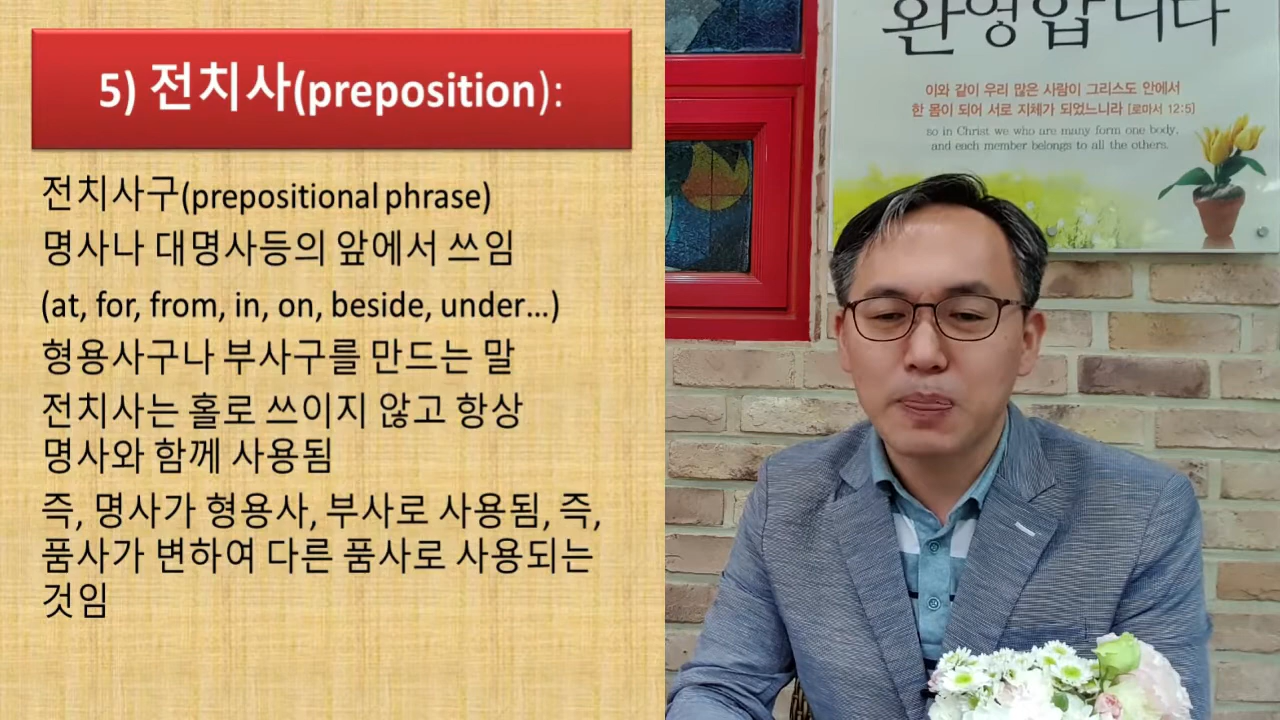 5) 전치사(preposition):
전치사구(prepositional phrase)
명사나 대명사등의 앞에서 쓰임
(at, for, from, in, on, beside, under...)
형용사구나 부사구를 만드는 말
전치사는 홀로 쓰이지 않고 항상
명사와 함께 사용됨
즉, 명사가 형용사, 부사로 사용됨, 즉,
품사가 변하여 다른 품사로 사용되는
것임
환영합니다
이와 같이 우리 많은 사람이 그리스도 안에서
한 몸이 되어 서로 지체가 되었느니라 [로마서 12:5]
so in Christ we who are many form one body,
and each member belongs to all the others.